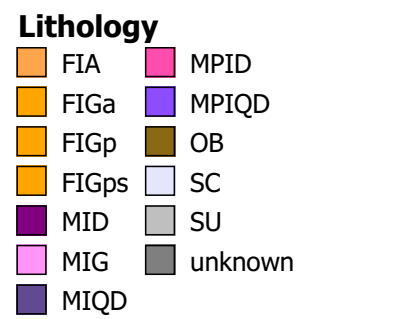 Lithology
FIA
FIGa
FIGp
FIGps
MID
MIG
MIQD
MPID
MPIQD
OB
SC
SU
unknown